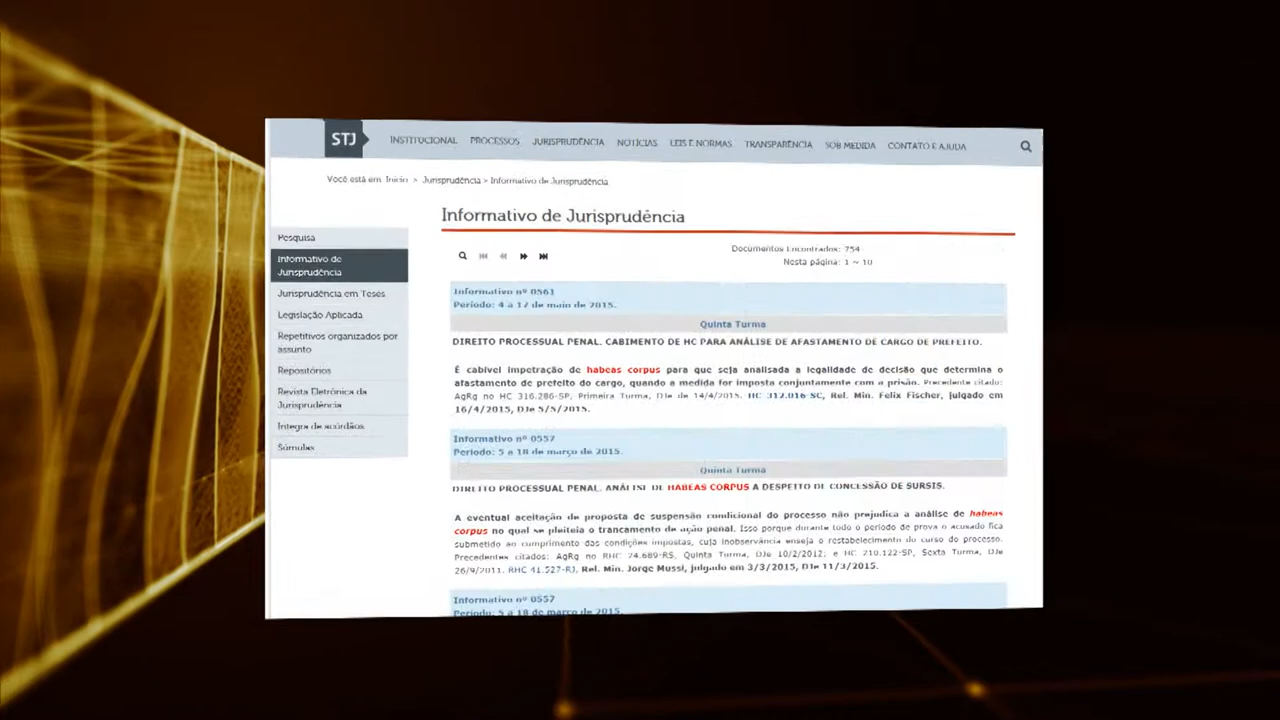 STJ INSTITUCIONAL PROCESSOS JURISPRUDÊNCIA NOTÍCIAS LEIS E NORMAS TRANSPARÊNCIA SOB MEDIDA CONTATO E AJUDA
Você está em: Início > Jurisprudência > Informativo de Jurisprudência
Informativo de Jurisprudência
Documentos Encontrados: 754
Nesta página: 1 ~ 10
Pesquisa
Informativo de
Jurisprudência
Jurisprudência em Teses
Legislação Aplicada
Repetitivos organizados por
assunto
Repositórios
Revista Eletrônica da
Jurisprudência
Íntegra de acórdãos
Súmulas
Informativo nº 0561
Período: 4 a 17 de maio de 2015.
Quinta Turma
DIREITO PROCESSUAL PENAL. CABIMENTO DE HC PARA ANÁLISE DE AFASTAMENTO DE CARGO DE PREFEITO.
É cabível impetração de habeas corpus para que seja analisada a legalidade de decisão que determina o
afastamento de prefeito do cargo, quando a medida for imposta conjuntamente com a prisão. Precedente citado:
AgRg no HC 316.286-SP, Primeira Turma, DJe de 14/4/2015. HC 312.016-SC, Rel. Min. Felix Fischer, julgado em
16/4/2015, DJe 5/5/2015.
Informativo nº 0557
Período: 5 a 18 de março de 2015.
Quinta Turma
DIREITO PROCESSUAL PENAL. ANÁLISE DE HABEAS CORPUS A DESPEITO DE CONCESSÃO DE SURSIS.
A eventual aceitação de proposta de suspensão condicional do processo não prejudica a análise de habeas
corpus no qual se pleiteia o trancamento de ação penal. Isso porque durante todo o período de prova o acusado fica
submetido ao cumprimento das condições impostas, cuja inobservância enseja o restabelecimento do curso do processo.
Precedentes citados: AgRg no RHC 24.689-RS, Quinta Turma, DJe 10/2/2012; e HC 210.122-SP, Sexta Turma, DJe
26/9/2011. RHC 41.527-RJ, Rel. Min. Jorge Mussi, julgado em 3/3/2015, DJe 11/3/2015.
Informativo nº 0557
Período: 5 a 18 de março de 2015.